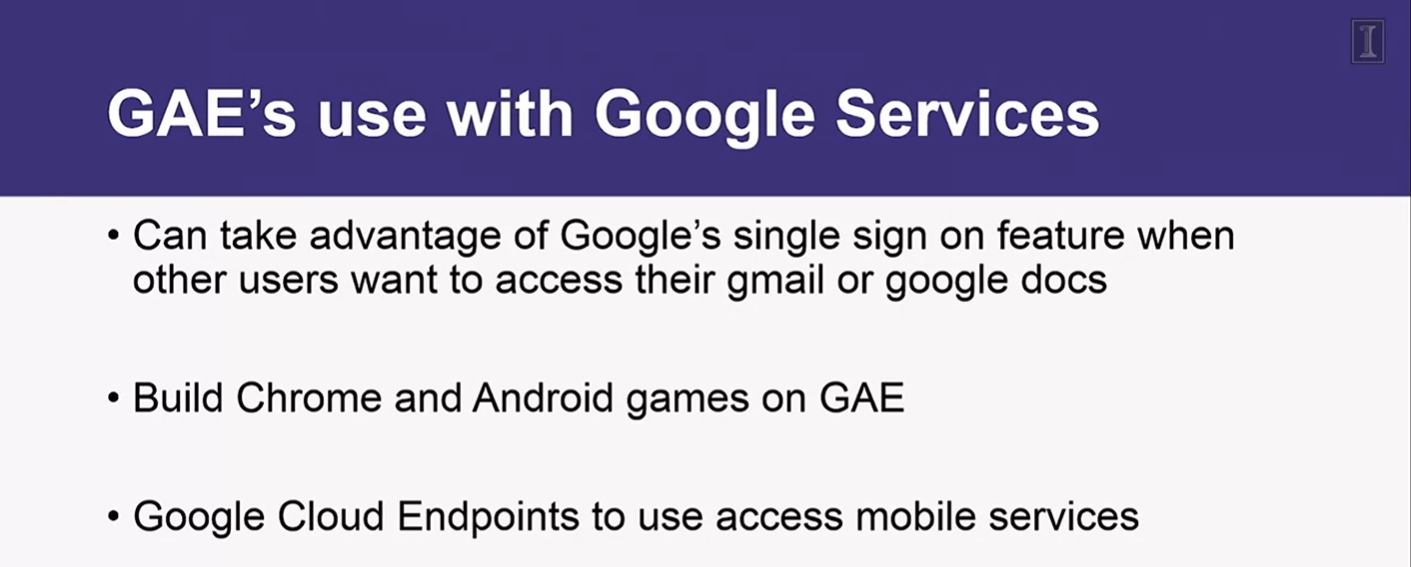 GAE’s use with Google Services
• Can take advantage of Google’s single sign on feature when
other users want to access their gmail or google docs
• Build Chrome and Android games on GAE
• Google Cloud Endpoints to use access mobile services
I